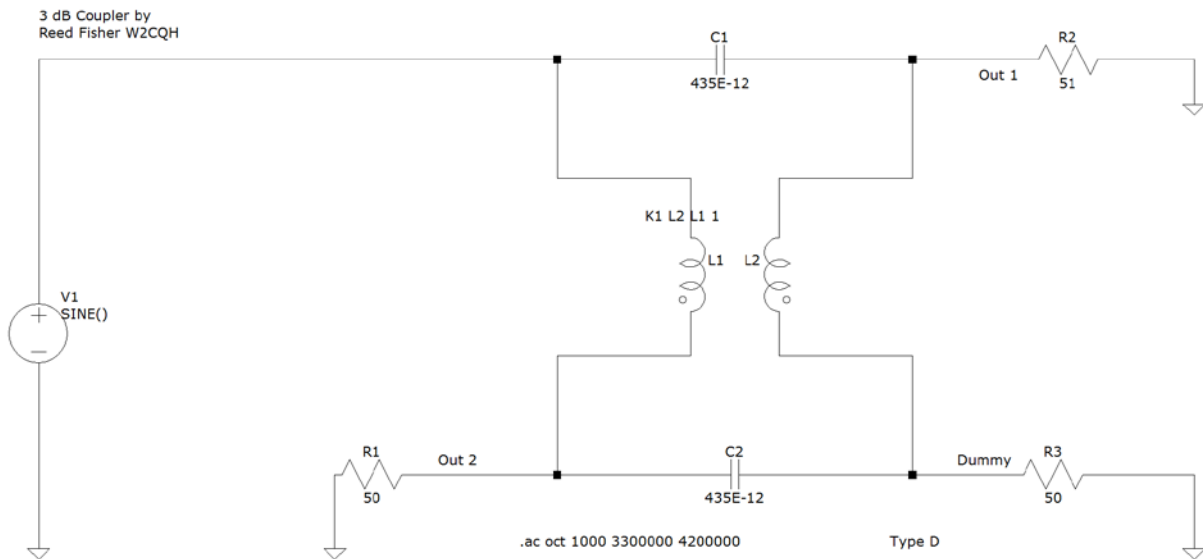 3 dB Coupler by
Reed Fisher W2CQH
C1
435E-12
R2
51
Out 1
K1 L2 L1 1
L1
L2
V1
SINE()
+
R1
50
Out 2
C2
435E-12
Dummy
R3
50
.ac oct 1000 3300000 4200000
Type D